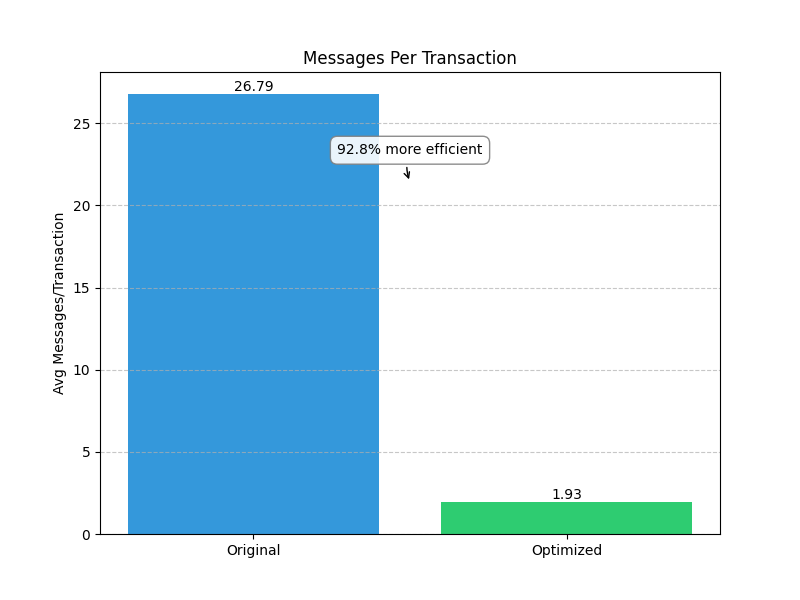 Messages Per Transaction
26.79
92.8% more efficient
1.93
Avg Messages/Transaction
25
20
15
10
5
0
Original Optimized